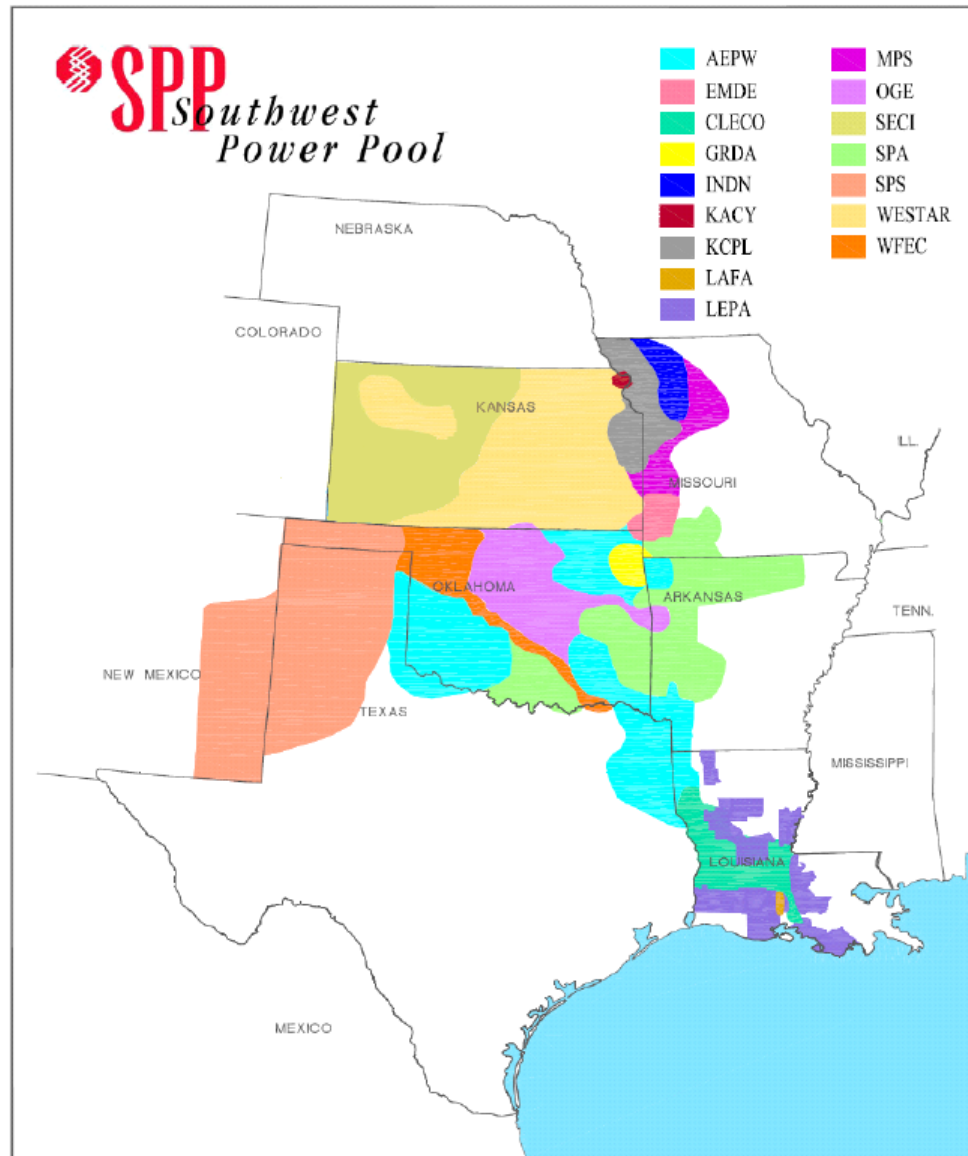 SPP
Southwest
Power Pool
AEPW
EMDE
CLECO
GRDA
INDN
KACY
KCPL
LAFA
LEPA
MPS
OGE
SECI
SPA
SPS
WESTAR
WFEC
NEBRASKA
COLORADO
KANSAS
ILL.
MISSOURI
OKLAHOMA
ARKANSAS
TENN.
NEW MEXICO
TEXAS
MISSISSIPPI
LOUISIANA
MEXICO